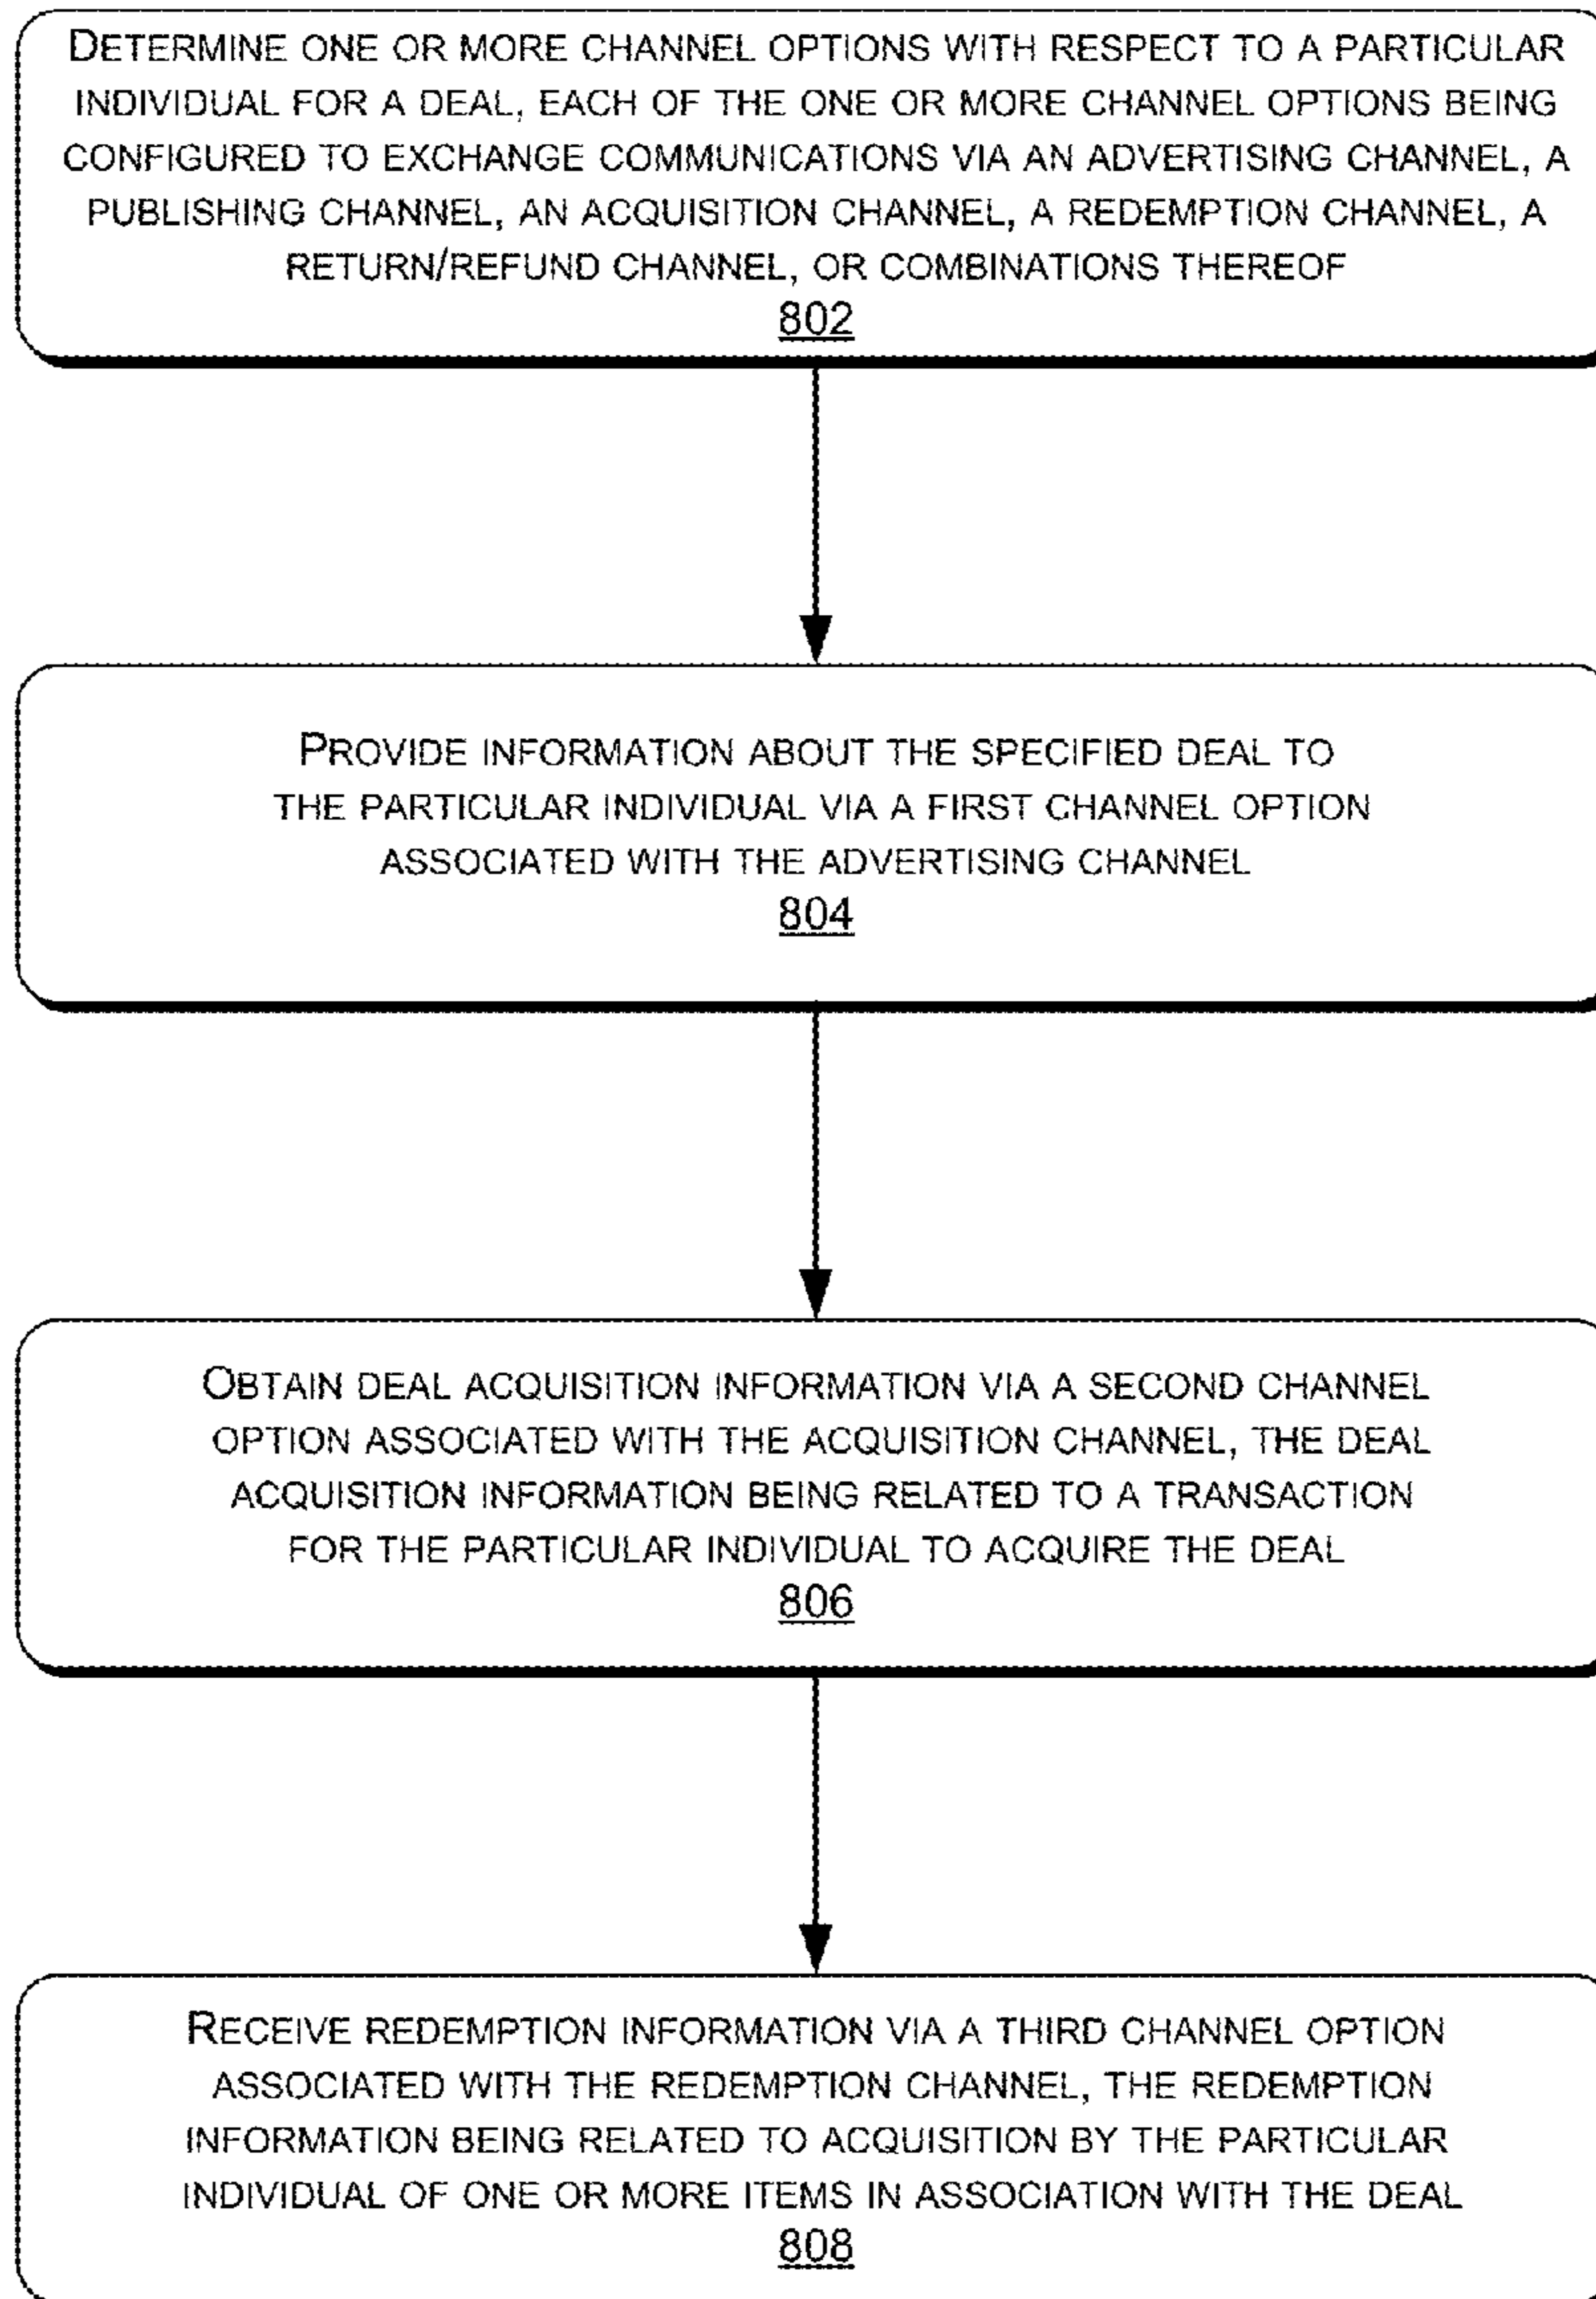 DETERMINE ONE OR MORE CHANNEL OPTIONS WITH RESPECT TO A PARTICULAR
INDIVIDUAL FOR A DEAL, EACH OF THE ONE OR MORE CHANNEL OPTIONS BEING
CONFIGURED TO EXCHANGE COMMUNICATIONS VIA AN ADVERTISING CHANNEL, A
PUBLISHING CHANNEL, AN ACQUISITION CHANNEL, A REDEMPTION CHANNEL, A
RETURN/REFUND CHANNEL, OR COMBINATIONS THEREOF
802
PROVIDE INFORMATION ABOUT THE SPECIFIED DEAL TO
THE PARTICULAR INDIVIDUAL VIA A FIRST CHANNEL OPTION
ASSOCIATED WITH THE ADVERTISING CHANNEL
804
OBTAIN DEAL ACQUISITION INFORMATION VIA A SECOND CHANNEL
OPTION ASSOCIATED WITH THE ACQUISITION CHANNEL, THE DEAL
ACQUISITION INFORMATION BEING RELATED TO A TRANSACTION
FOR THE PARTICULAR INDIVIDUAL TO ACQUIRE THE DEAL
806
RECEIVE REDEMPTION INFORMATION VIA A THIRD CHANNEL OPTION
ASSOCIATED WITH THE REDEMPTION CHANNEL, THE REDEMPTION
INFORMATION BEING RELATED TO ACQUISITION BY THE PARTICULAR
INDIVIDUAL OF ONE OR MORE ITEMS IN ASSOCIATION WITH THE DEAL
808